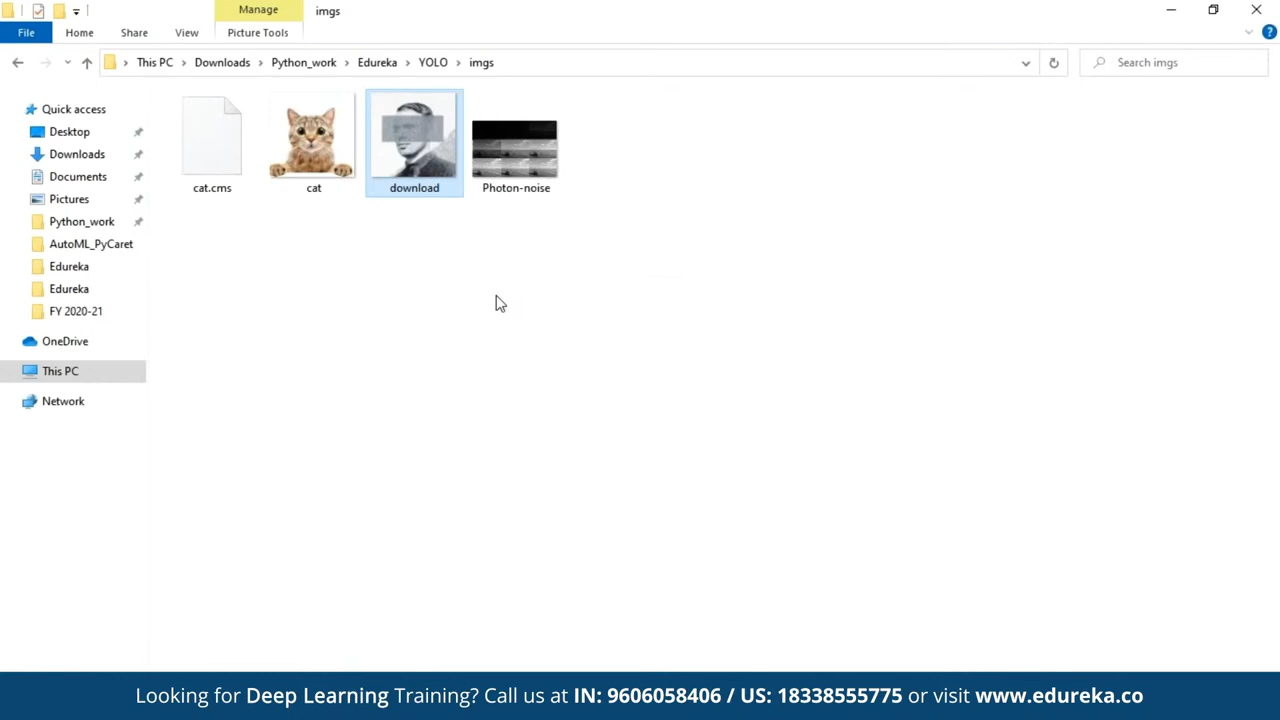 Manage
imgs
File
Home
Share
View
Picture Tools
This PC
Downloads
Python_work
Edureka
YOLO
imgs
Search imgs
Quick access
Desktop
Downloads
Documents
Pictures
Python_work
AutoML_PyCaret
Edureka
Edureka
FY 2020-21
OneDrive
This PC
Network
cat.cms
cat
download
Photon-noise
Looking for Deep Learning Training? Call us at IN: 9606058406 / US: 18338555775 or visit www.edureka.co